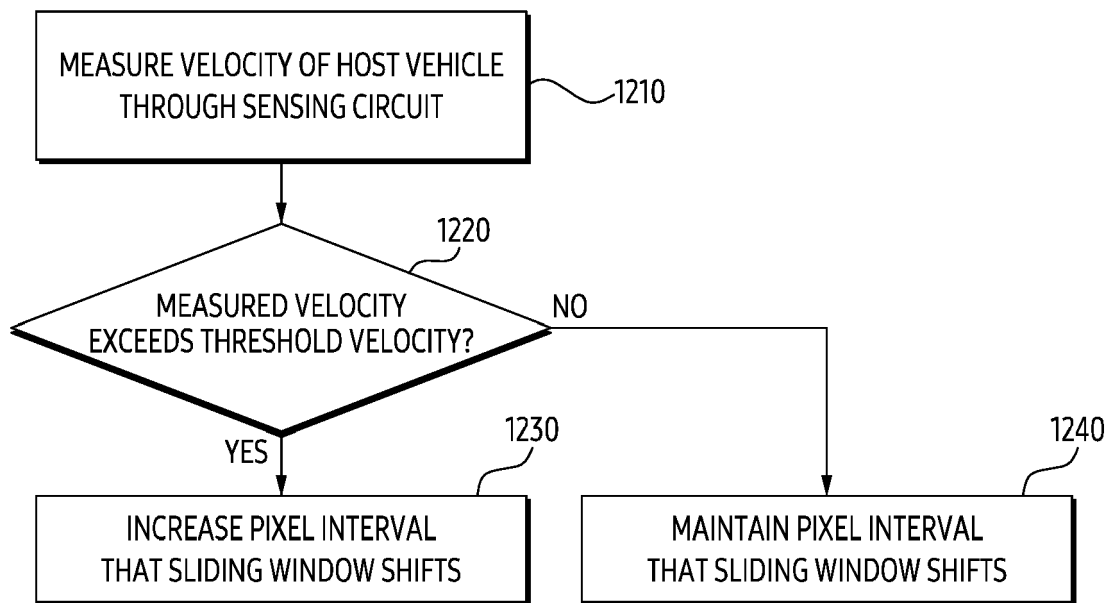 MEASURE VELOCITY OF HOST VEHICLE
THROUGH SENSING CIRCUIT
1210
1220
MEASURED VELOCITY
EXCEEDS THRESHOLD VELOCITY?
NO
YES
1230
INCREASE PIXEL INTERVAL
THAT SLIDING WINDOW SHIFTS
1240
MAINTAIN PIXEL INTERVAL
THAT SLIDING WINDOW SHIFTS